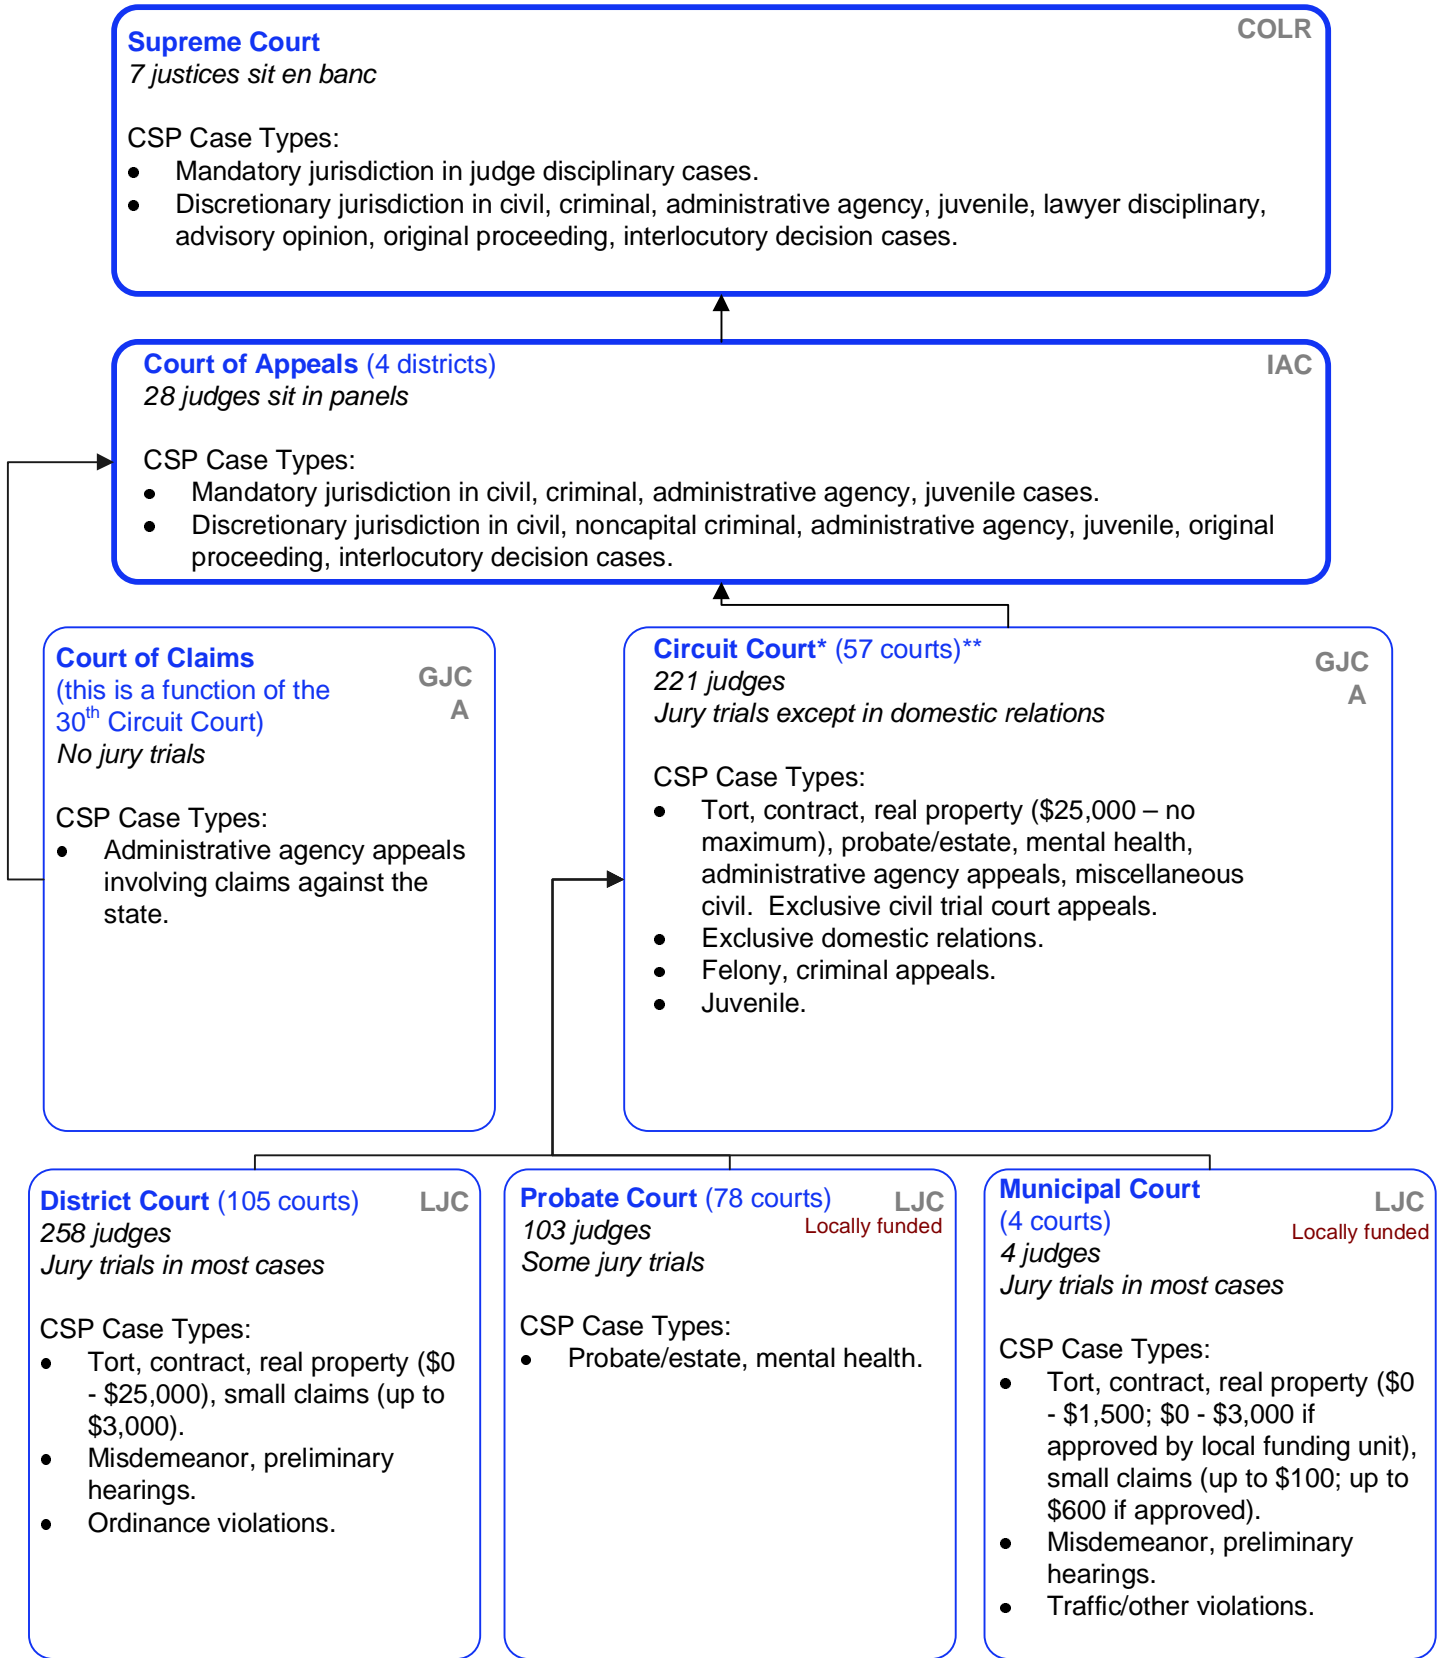 Supreme Court
COLR
7 justices sit en banc
CSP Case Types:
● Mandatory jurisdiction in judge disciplinary cases.
● Discretionary jurisdiction in civil, criminal, administrative agency, juvenile, lawyer disciplinary,
advisory opinion, original proceeding, interlocutory decision cases.
Court of Appeals (4 districts)
IAC
28 judges sit in panels
CSP Case Types:
● Mandatory jurisdiction in civil, criminal, administrative agency, juvenile cases.
● Discretionary jurisdiction in civil, noncapital criminal, administrative agency, juvenile, original
proceeding, interlocutory decision cases.
Court of Claims
(this is a function of the
30th Circuit Court)
GJC
A
No jury trials
CSP Case Types:
● Administrative agency appeals
involving claims against the
state.
Circuit Court* (57 courts)**
GJC
A
221 judges
Jury trials except in domestic relations
CSP Case Types:
● Tort, contract, real property ($25,000 – no
maximum), probate/estate, mental health,
administrative agency appeals, miscellaneous
civil.  Exclusive civil trial court appeals.
● Exclusive domestic relations.
● Felony, criminal appeals.
● Juvenile.
District Court (105 courts)
LJC
258 judges
Jury trials in most cases
CSP Case Types:
● Tort, contract, real property ($0
- $25,000), small claims (up to
$3,000).
● Misdemeanor, preliminary
hearings.
● Ordinance violations.
Probate Court (78 courts)
LJC
Locally funded
103 judges
Some jury trials
CSP Case Types:
● Probate/estate, mental health.
Municipal Court
(4 courts)
LJC
Locally funded
4 judges
Jury trials in most cases
CSP Case Types:
● Tort, contract, real property ($0
- $1,500; $0 - $3,000 if
approved by local funding unit),
small claims (up to $100; up to
$600 if approved).
● Misdemeanor, preliminary
hearings.
● Traffic/other violations.